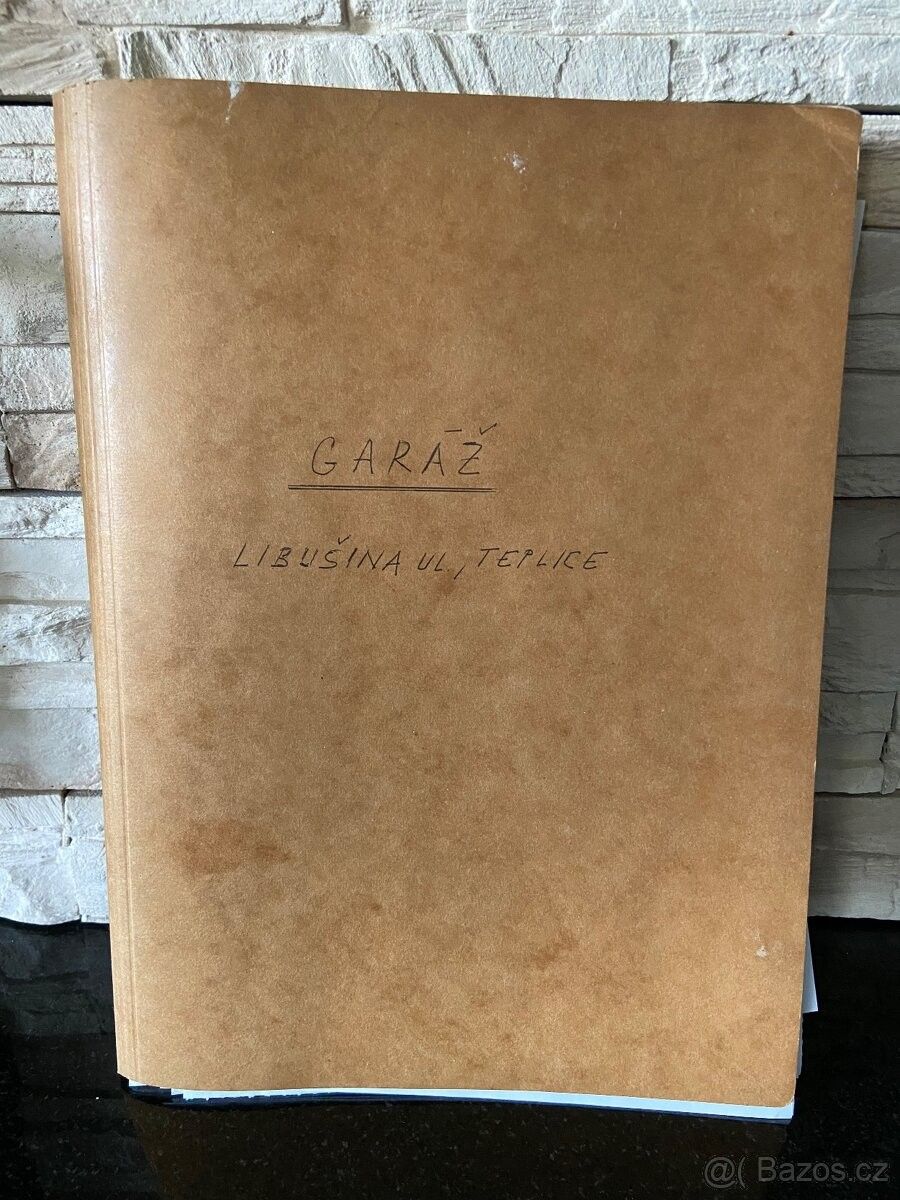 GARÁŽ
LIBUŠINA UL., TEPLICE
@( Bazos.cz